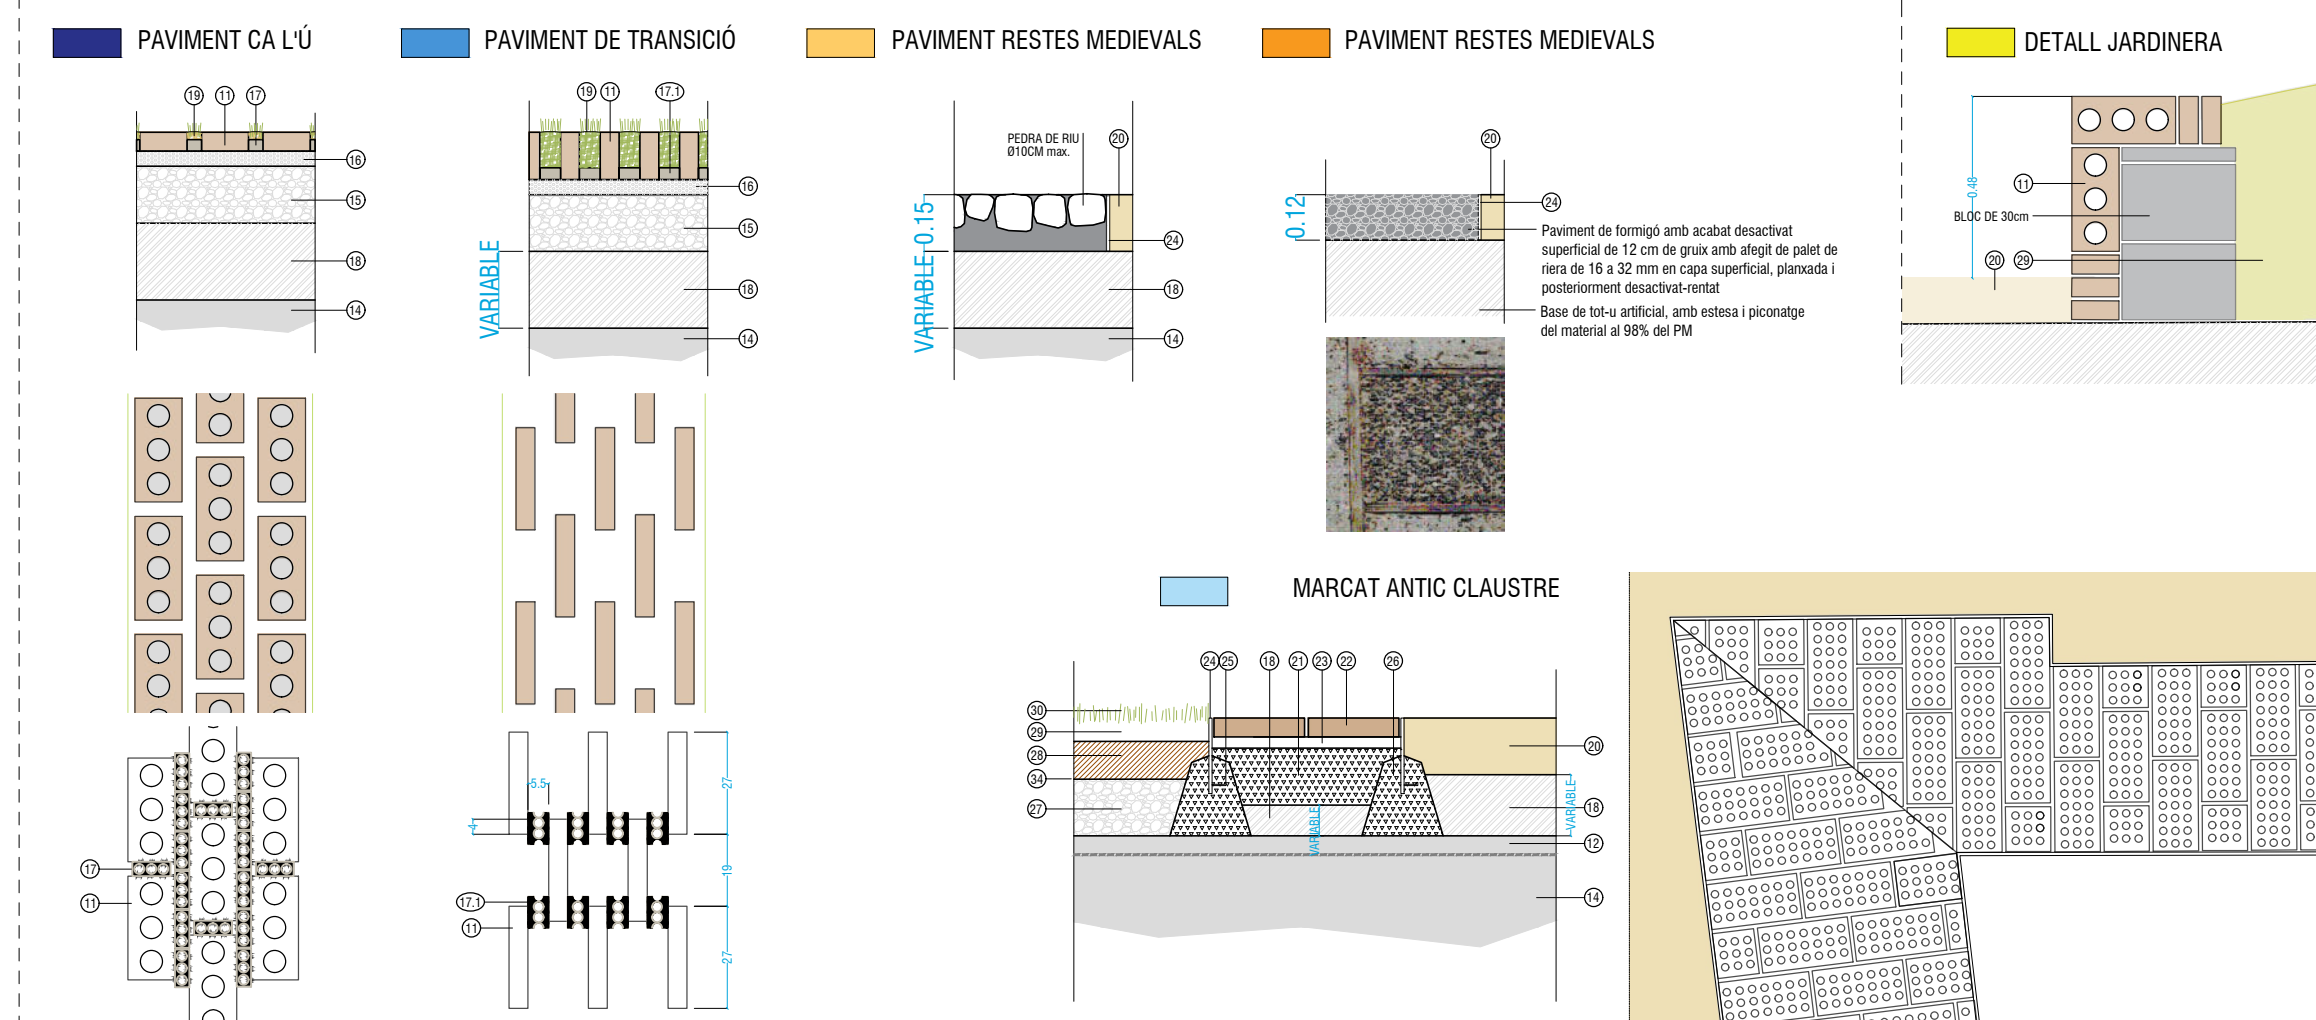 PAVIMENT CA L'Ú
PAVIMENT DE TRANSICIÓ
PAVIMENT RESTES MEDIEVALS
PAVIMENT RESTES MEDIEVALS
DETALL JARDINERA
19 11 17
16
15
18
14
19 11 17.1
16
15
18
14
VARIABLE
PEDRA DE RIU
Ø10CM max.
20
24
18
14
VARIABLE 0.15
20
24
0.12
Paviment de formigó amb acabat desactivat
superficial de 12 cm de gruix amb afegit de palet de
riera de 16 a 32 mm en capa superficial, planxada i
posteriorment desactivat-rentat
Base de tot-u artificial, amb estesa i piconatge
del material al 98% del PM
0.48
11
BLOC DE 30cm
20 29
17
11
5.5
4
27
19
27
17.1
11
MARCAT ANTIC CLAUSTRE
24 25 18 21 23 22 26
30
29
28
34
27
20
18
12
14
VARIABLE
VARIABLE